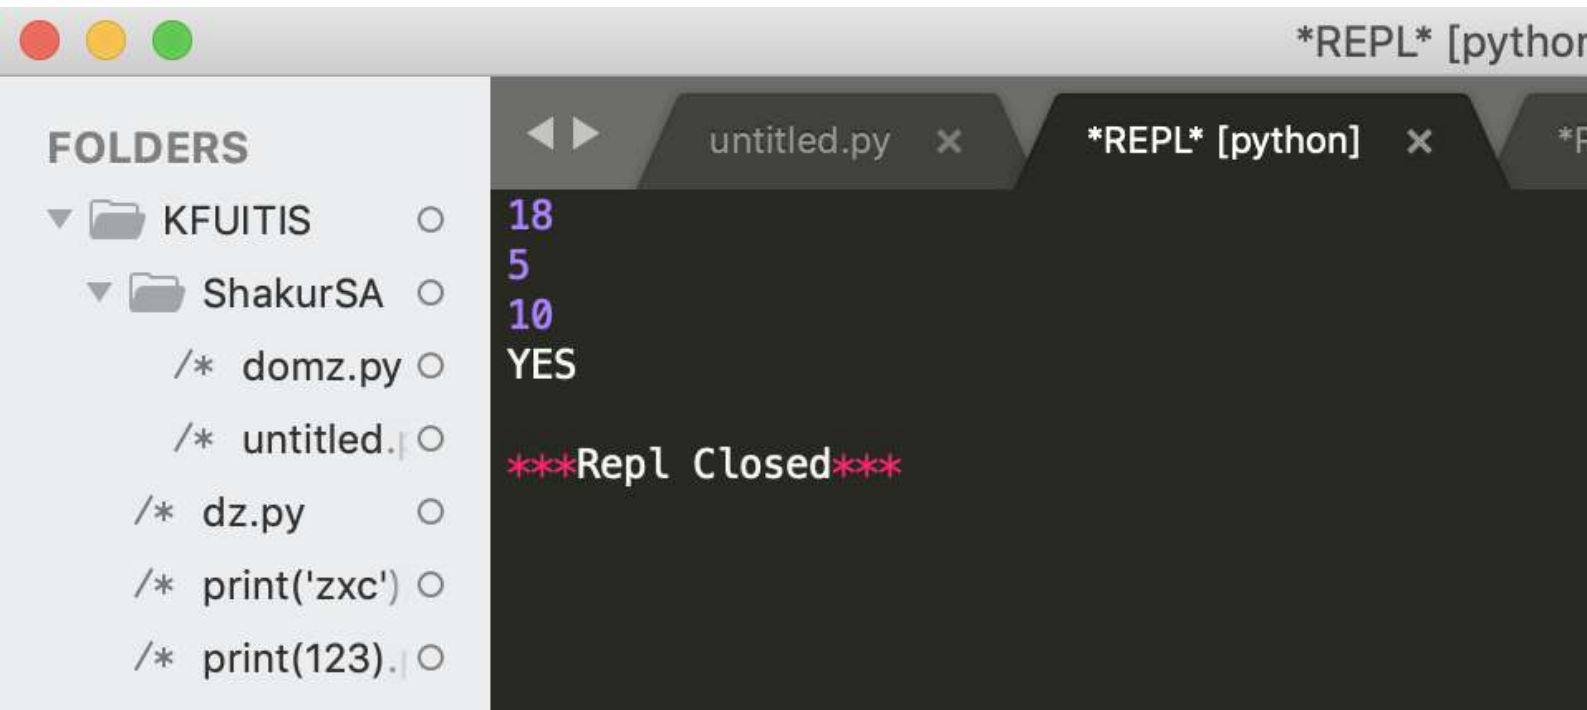 *REPL* [python
FOLDERS
KFUITIS
ShakurSA
/* domz.py
/* untitled.
/* dz.py
/* print('zxc')
/* print(123).
untitled.py ×
*REPL* [python] ×
18
5
10
YES
***Repl Closed***